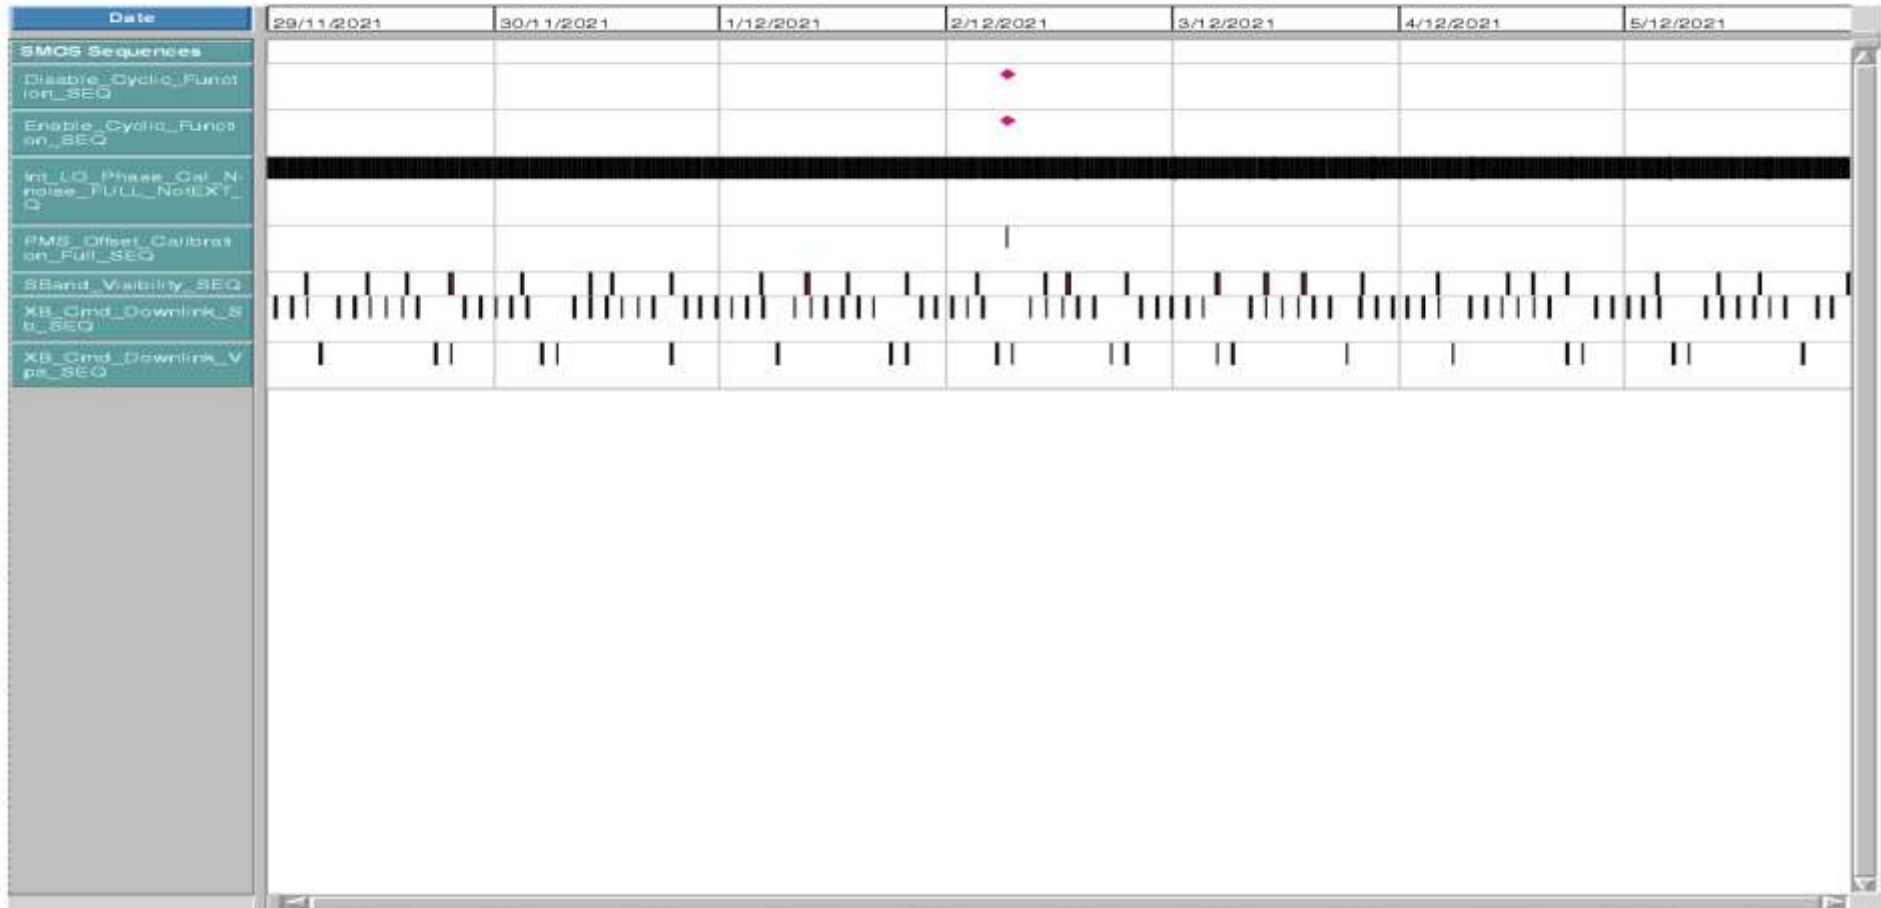 Date
29/11/2021 30/11/2021 1/12/2021 2/12/2021 3/12/2021 4/12/2021 5/12/2021
SMOS Sequences
Disable_Cyclic_Funct
ion_SEQ
Enable_Cyclic_Functi
on_SEQ
Int_LO_Phase_Cal_N
noise_FULL_NotEXT_
Q
PMS_Offset_Calibrati
on_Full_SEQ
SBand_Visibility_SEQ
XB_Cmd_Downlink_S
b_SEQ
XB_Cmd_Downlink_V
pa_SEQ